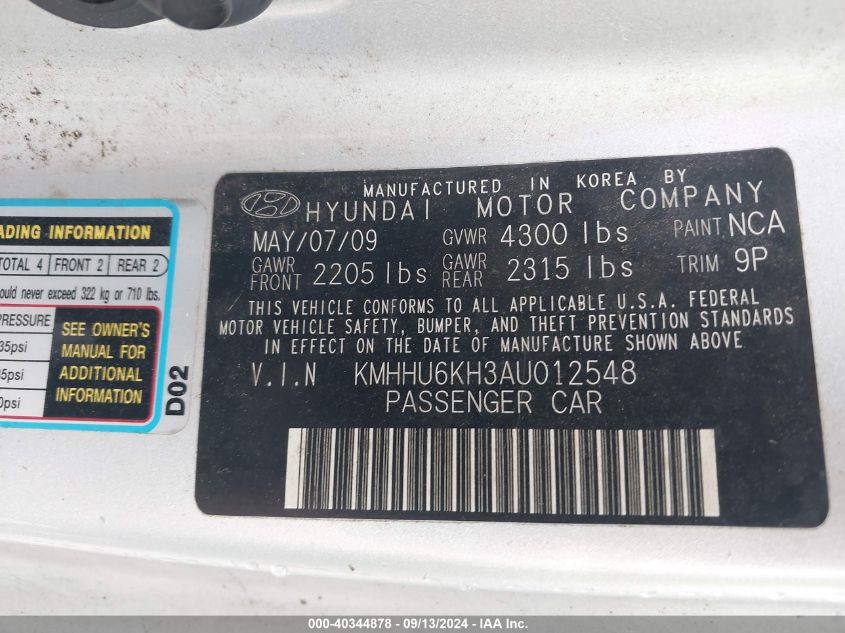 MANUFACTURED IN KOREA BY
HYUNDAI MOTOR COMPANY
MAY/07/09 GVWR 4300 lbs PAINT NCA
GAWR FRONT 2205 lbs GAWR REAR 2315 lbs TRIM 9P
THIS VEHICLE CONFORMS TO ALL APPLICABLE U.S.A. FEDERAL
MOTOR VEHICLE SAFETY, BUMPER, AND THEFT PREVENTION STANDARDS
IN EFFECT ON THE DATE OF MANUFACTURE SHOWN ABOVE.
V.I.N KMHHU6KH3AU012548
PASSENGER CAR
INFORMATION
TOTAL 4 FRONT 2 REAR 2
never exceed 322 kg or 710 lbs.
PRESSURE
35psi
SEE OWNER'S
MANUAL FOR
ADDITIONAL
INFORMATION
D02
000-40344878 - 09/13/2024 - IAA Inc.